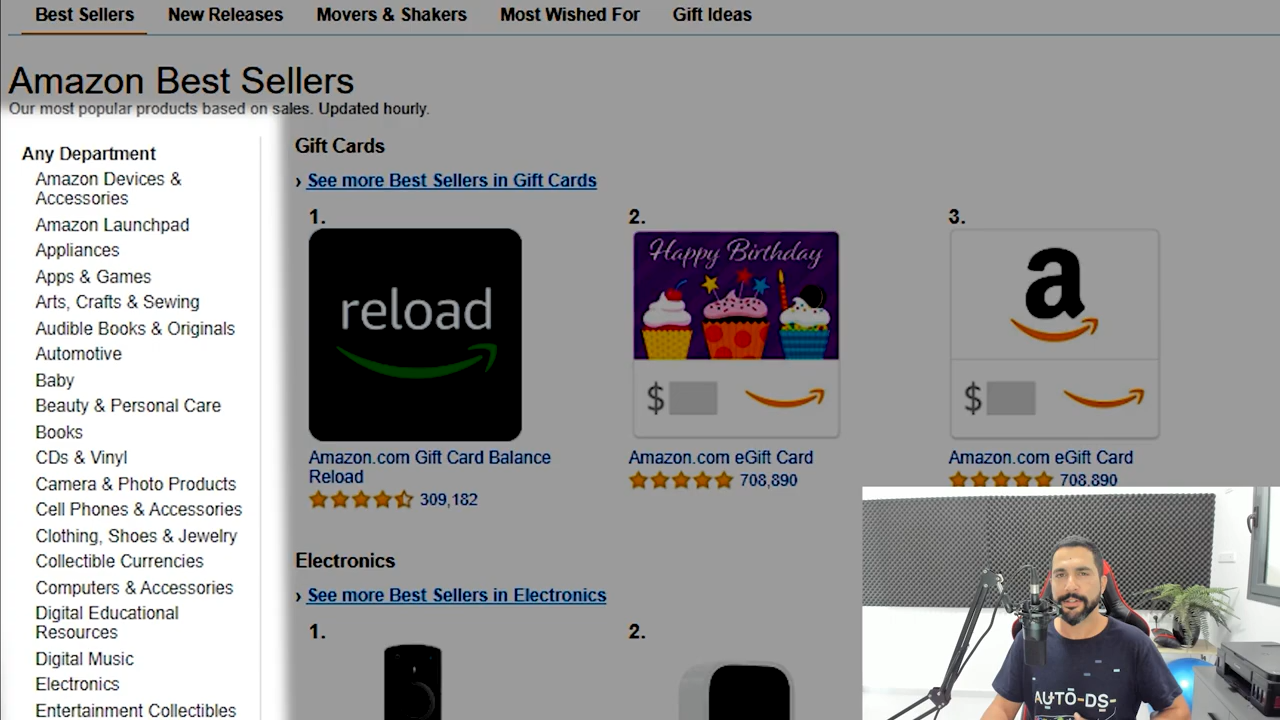 Best Sellers New Releases Movers & Shakers Most Wished For Gift Ideas
Amazon Best Sellers
Our most popular products based on sales. Updated hourly.
Any Department
Amazon Devices &
Accessories
Amazon Launchpad
Appliances
Apps & Games
Arts, Crafts & Sewing
Audible Books & Originals
Automotive
Baby
Beauty & Personal Care
Books
CDs & Vinyl
Camera & Photo Products
Cell Phones & Accessories
Clothing, Shoes & Jewelry
Collectible Currencies
Computers & Accessories
Digital Educational
Resources
Digital Music
Electronics
Entertainment Collectibles
Gift Cards
› See more Best Sellers in Gift Cards
1. 2. 3.
reload
Happy Birthday
a
$ $
Amazon.com Gift Card Balance
Reload
309,182
Amazon.com eGift Card
708,890
Amazon.com eGift Card
708,890
Electronics
› See more Best Sellers in Electronics
1. 2.
AUTO-DS-